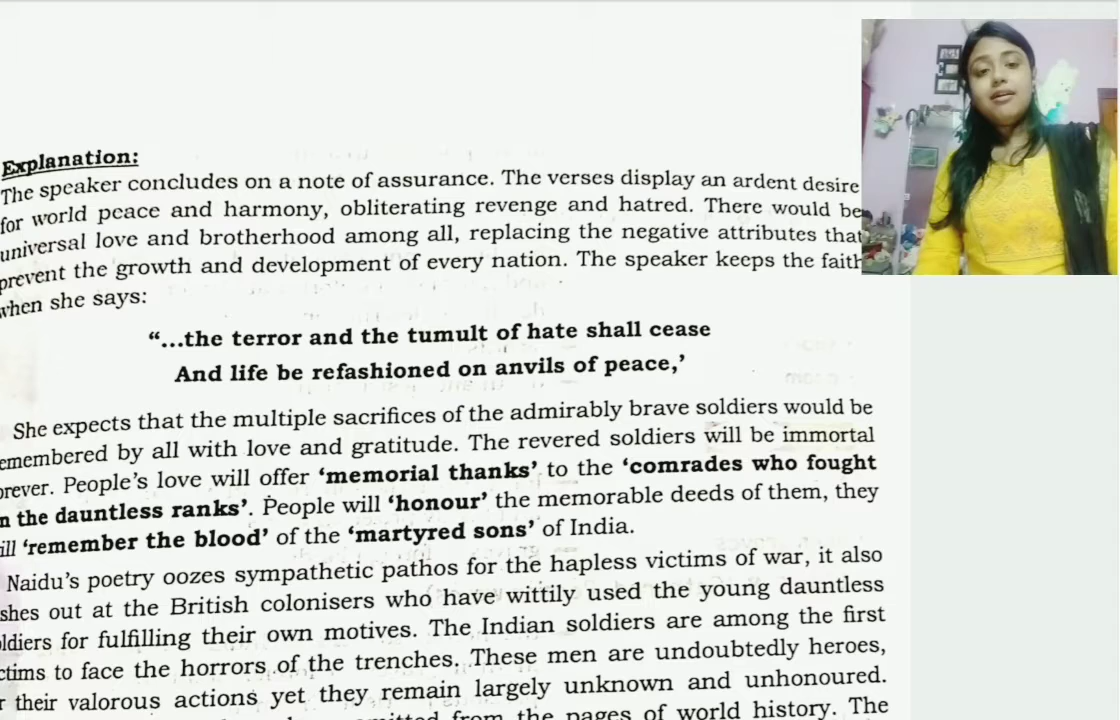 Explanation:
The speaker concludes on a note of assurance. The verses display an ardent desire
for world peace and harmony, obliterating revenge and hatred. There would be
universal love and brotherhood among all, replacing the negative attributes that
prevent the growth and development of every nation. The speaker keeps the faith
when she says:
“...the terror and the tumult of hate shall cease
And life be refashioned on anvils of peace,’
She expects that the multiple sacrifices of the admirably brave soldiers would be
emembered by all with love and gratitude. The revered soldiers will be immortal
orever. People’s love will offer ‘memorial thanks’ to the ‘comrades who fought
n the dauntless ranks’. People will ‘honour’ the memorable deeds of them, they
ill ‘remember the blood’ of the ‘martyred sons’ of India.
Naidu’s poetry oozes sympathetic pathos for the hapless victims of war, it also
shes out at the British colonisers who have wittily used the young dauntless
oldiers for fulfilling their own motives. The Indian soldiers are among the first
ctims to face the horrors of the trenches. These men are undoubtedly heroes,
r their valorous actions yet they remain largely unknown and unhonoured.
from the pages of world history. The